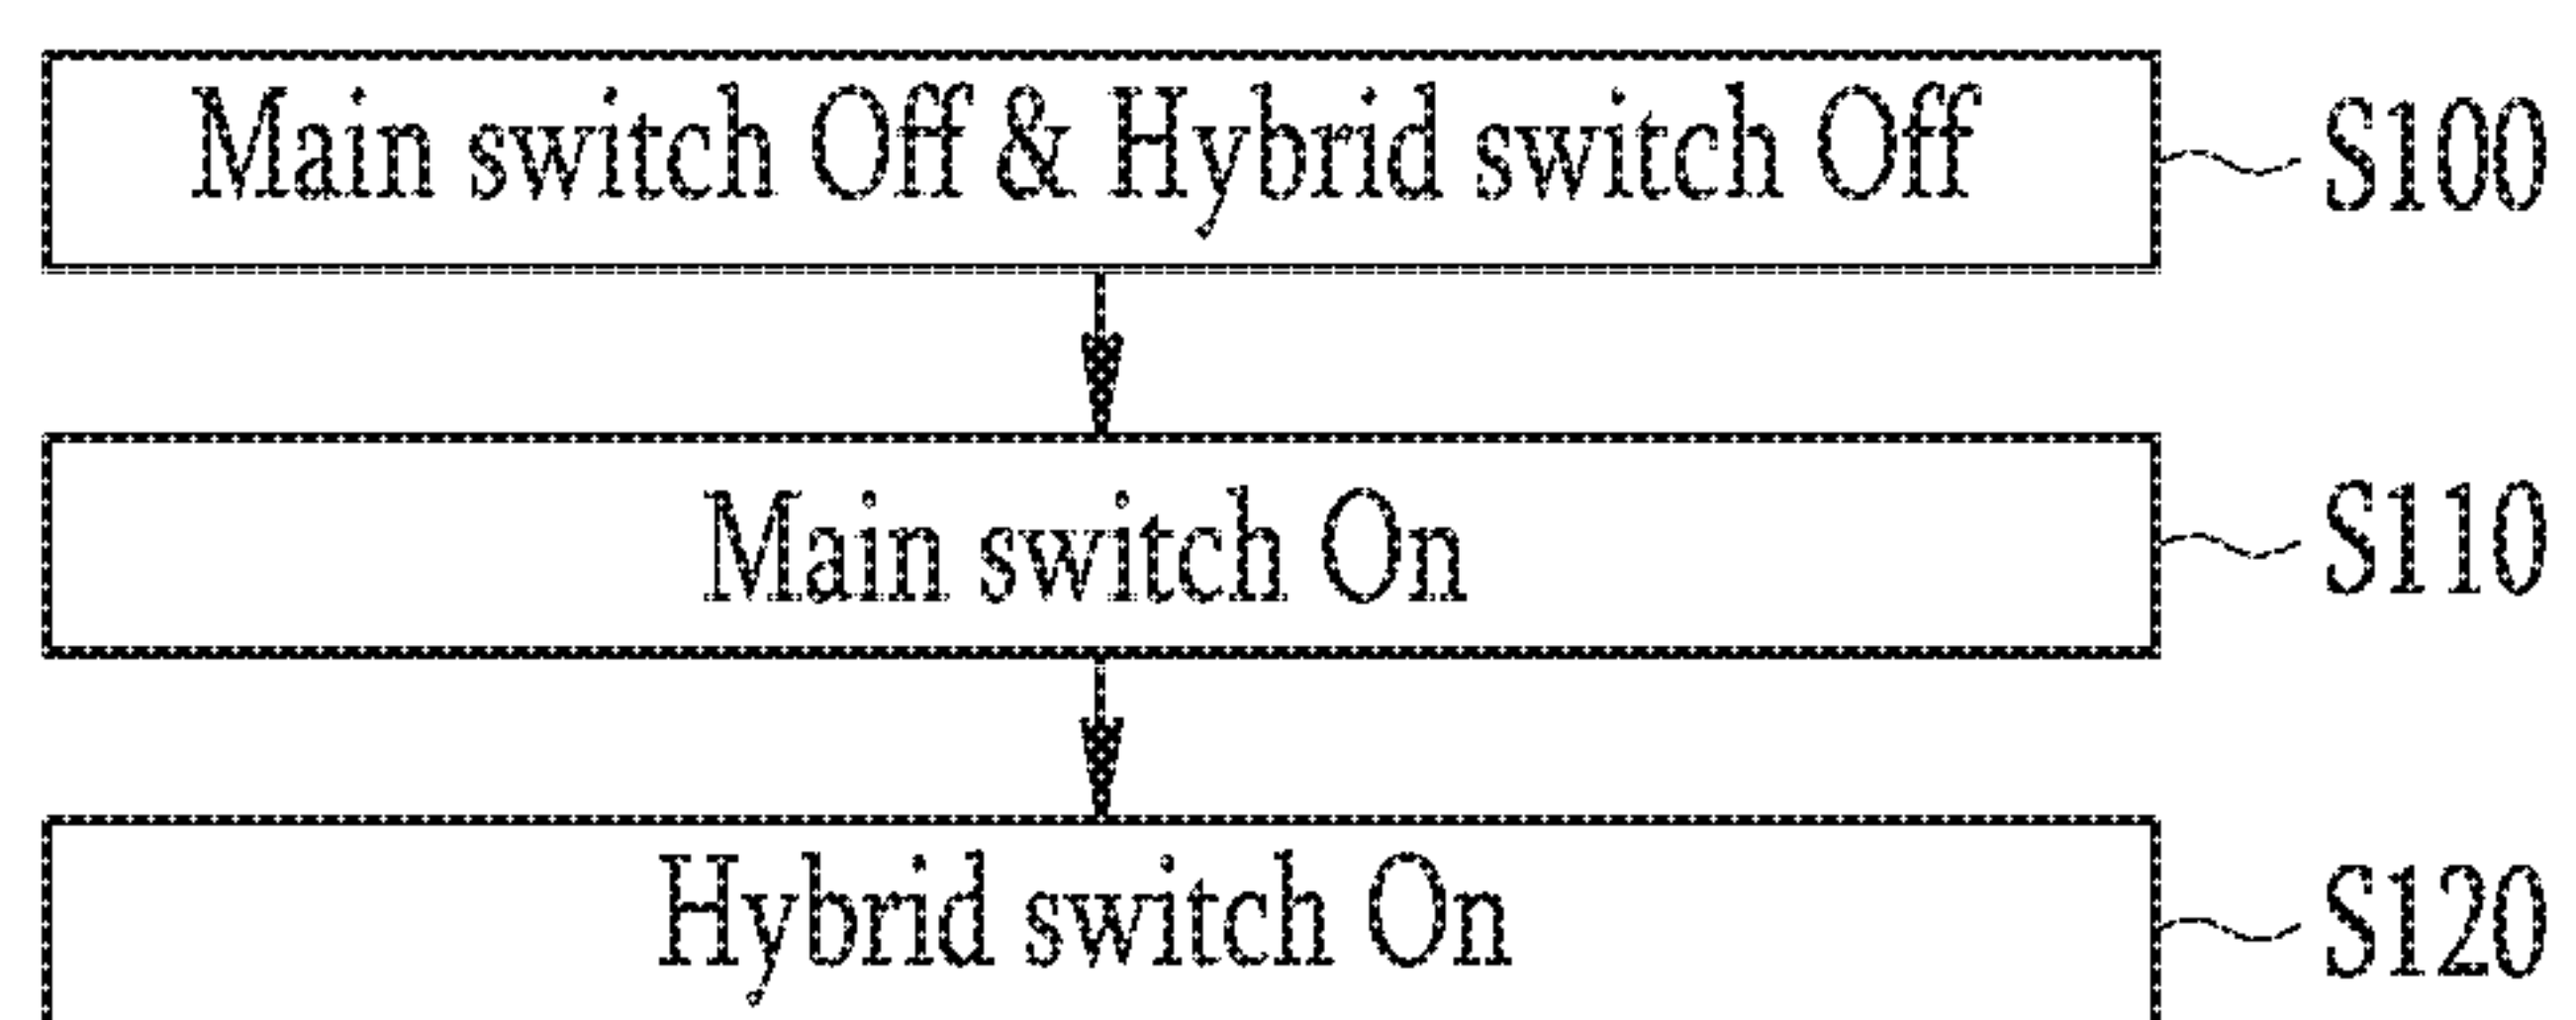 Main switch Off & Hybrid switch Off S100
Main switch On S110
Hybrid switch On S120